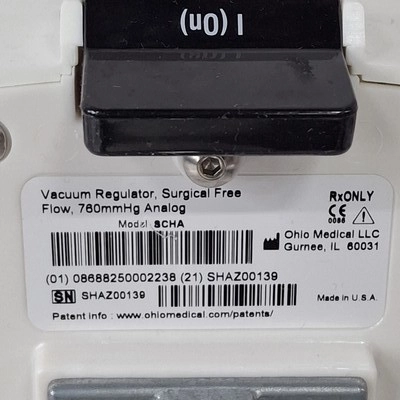 I (On)
Vacuum Regulator, Surgical Free
Flow, 760mmHg Analog
Model SCHA
RxONLY
CE
0086
Ohio Medical LLC
Gurnee, IL 60031
(01) 08688250002238 (21) SHAZ00139
SN SHAZ00139
Made in U.S.A.
Patent info : www.ohiomedical.com/patents/